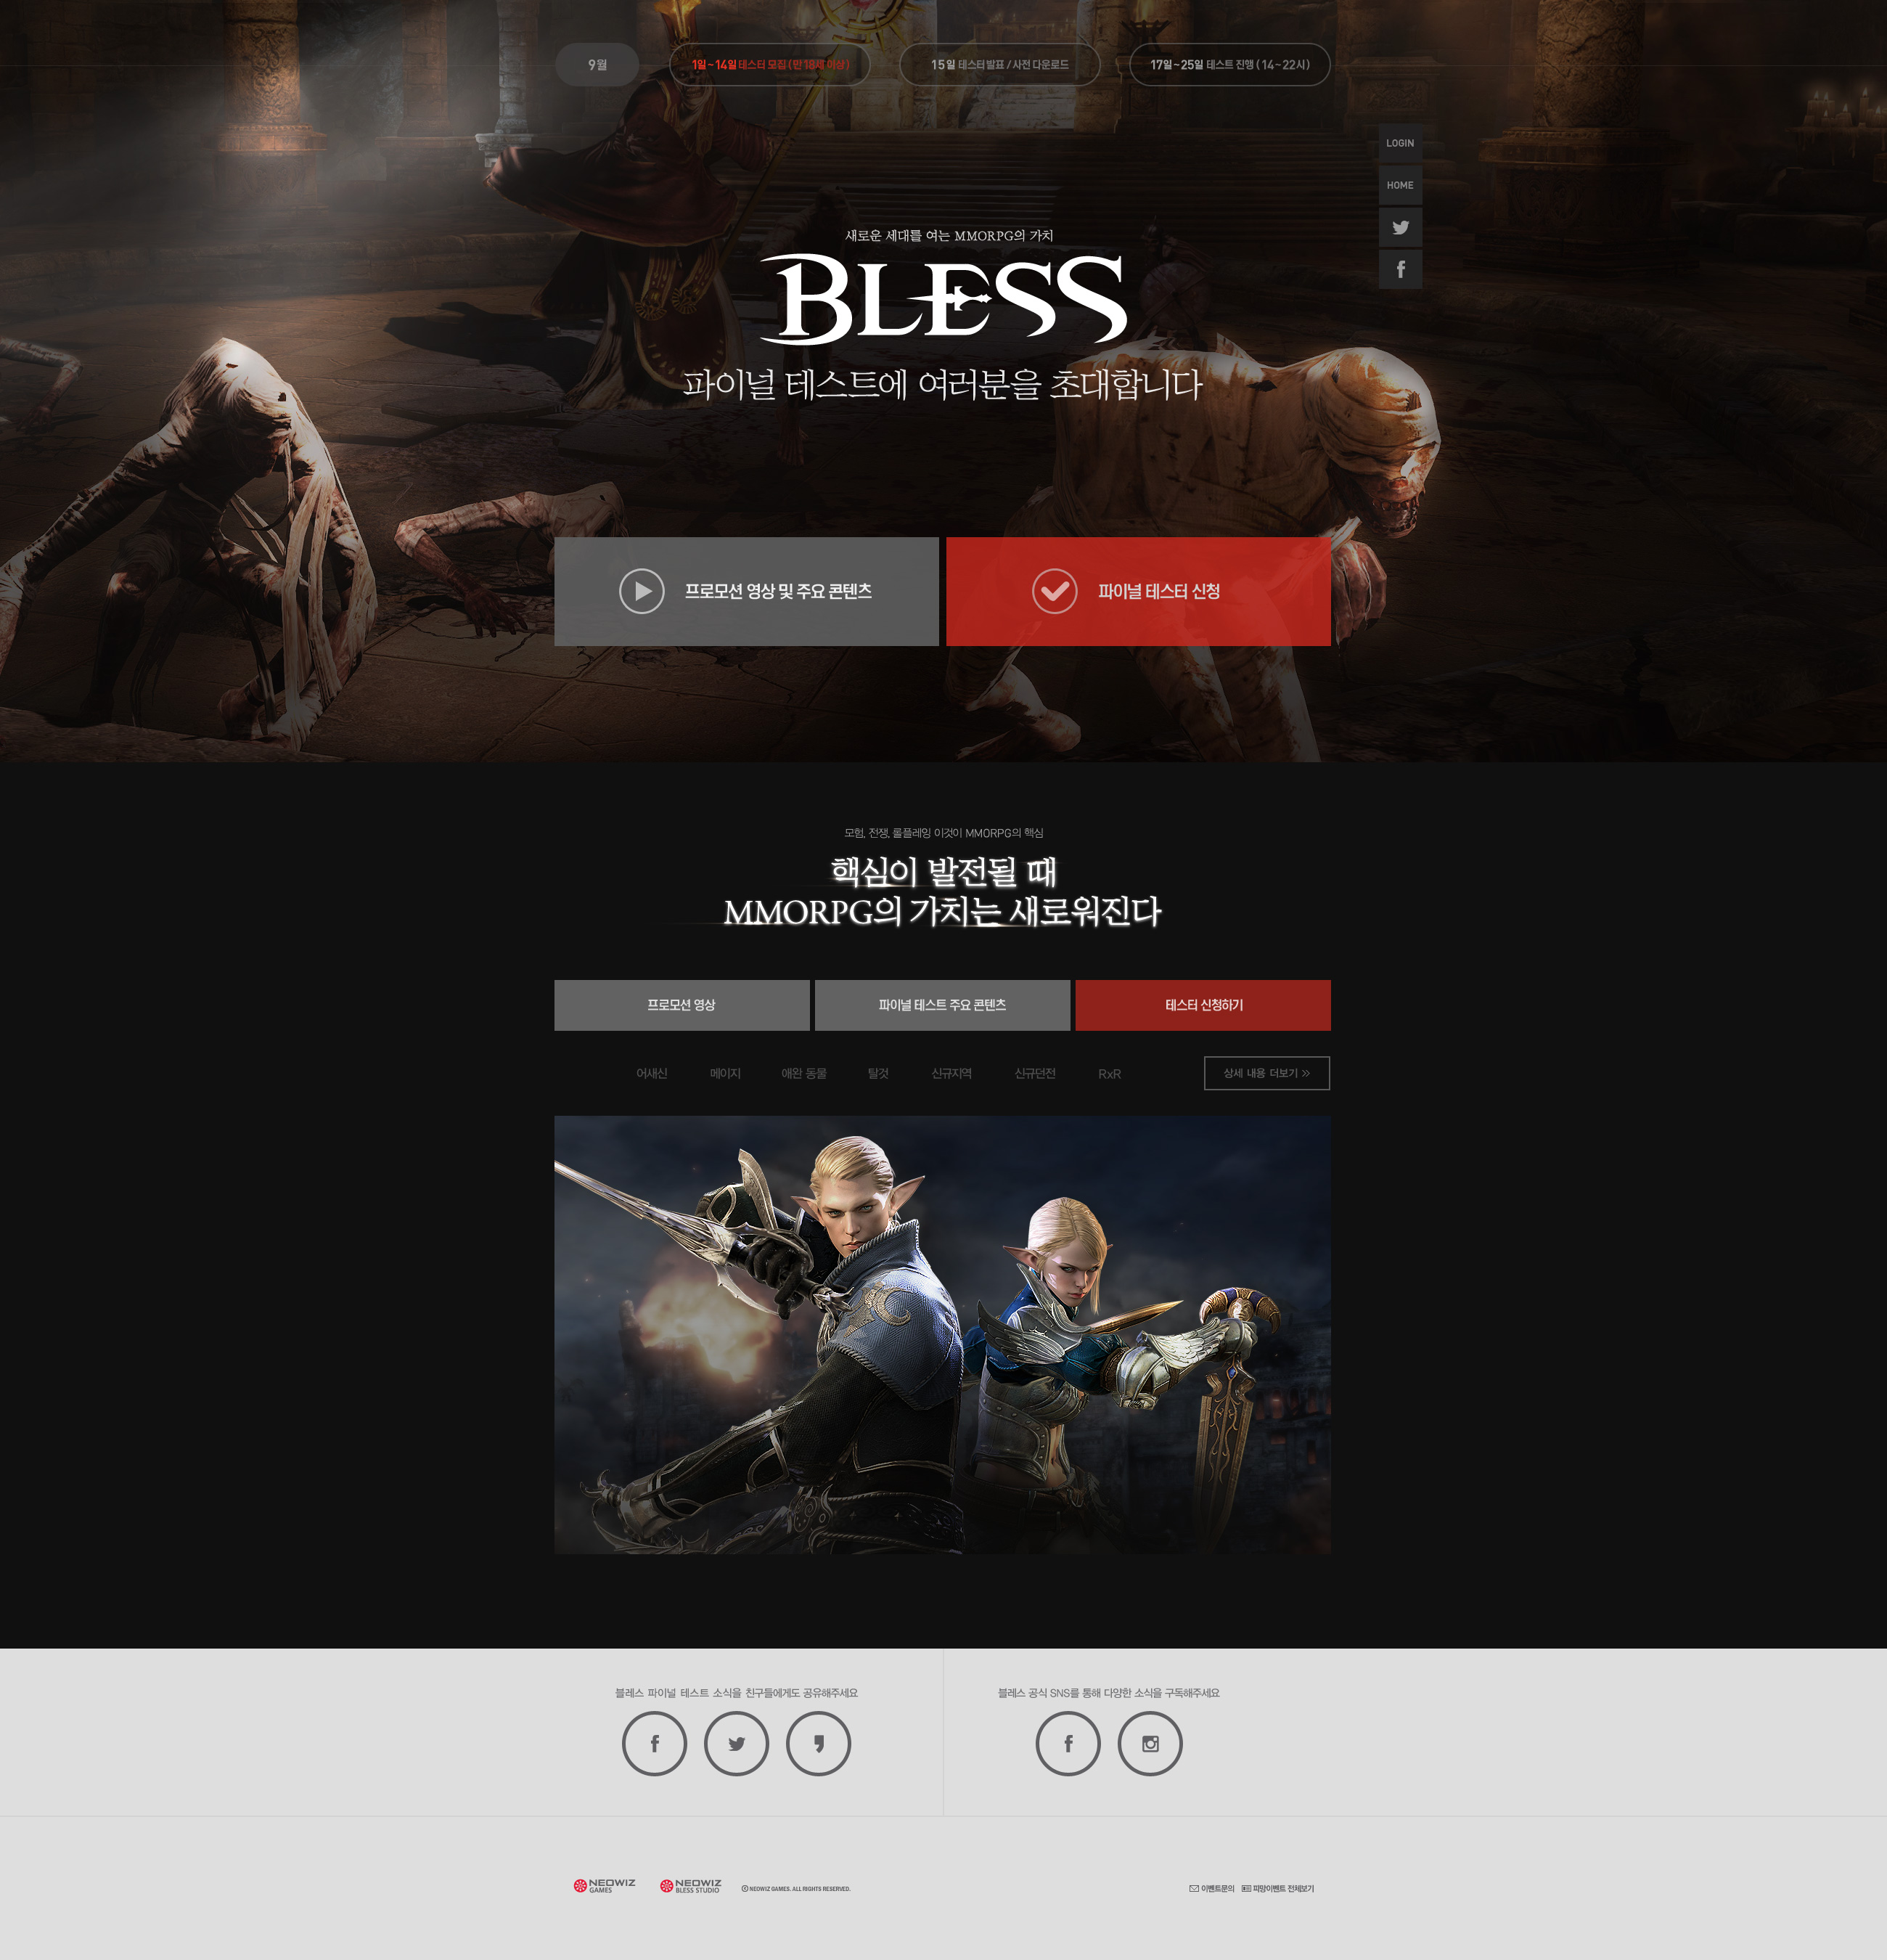 9월
1일~14일 테스터 모집 (만 18세 이상)
15일 테스터발표 / 사전 다운로드
17일~25일 테스트 진행 ( 14~22시)
LOGIN
HOME
새로운 세대를 여는 MMORPG의 가치
BLESS
파이널 테스트에 여러분을 초대합니다
프로모션 영상 및 주요 콘텐츠
파이널 테스터 신청
모험, 전쟁, 롤플레잉 이것이 MMORPG의 핵심
핵심이 발전될 때
MMORPG의 가치는 새로워진다
프로모션 영상
파이널 테스트 주요 콘텐츠
테스터 신청하기
어새신
메이지
애완 동물
탈것
신규지역
신규던전
RxR
상세 내용 더보기 »
블레스 파이널 테스트 소식을 친구들에게도 공유해주세요
블레스 공식 SNS를 통해 다양한 소식을 구독해주세요
NEOWIZ GAMES
NEOWIZ BLESS STUDIO
ⓒ NEOWIZ GAMES. ALL RIGHTS RESERVED.
이벤트문의
피망이벤트 전체보기